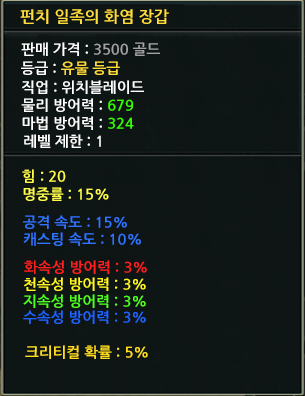 펀치 일족의 화염 장갑
판매 가격 : 3500 골드
등급 : 유물 등급
직업 : 위치블레이드
물리 방어력 : 679
마법 방어력 : 324
레벨 제한 : 1
힘 : 20
명중률 : 15%
공격 속도 : 15%
캐스팅 속도 : 10%
화속성 방어력 : 3%
천속성 방어력 : 3%
지속성 방어력 : 3%
수속성 방어력 : 3%
크리티컬 확률 : 5%